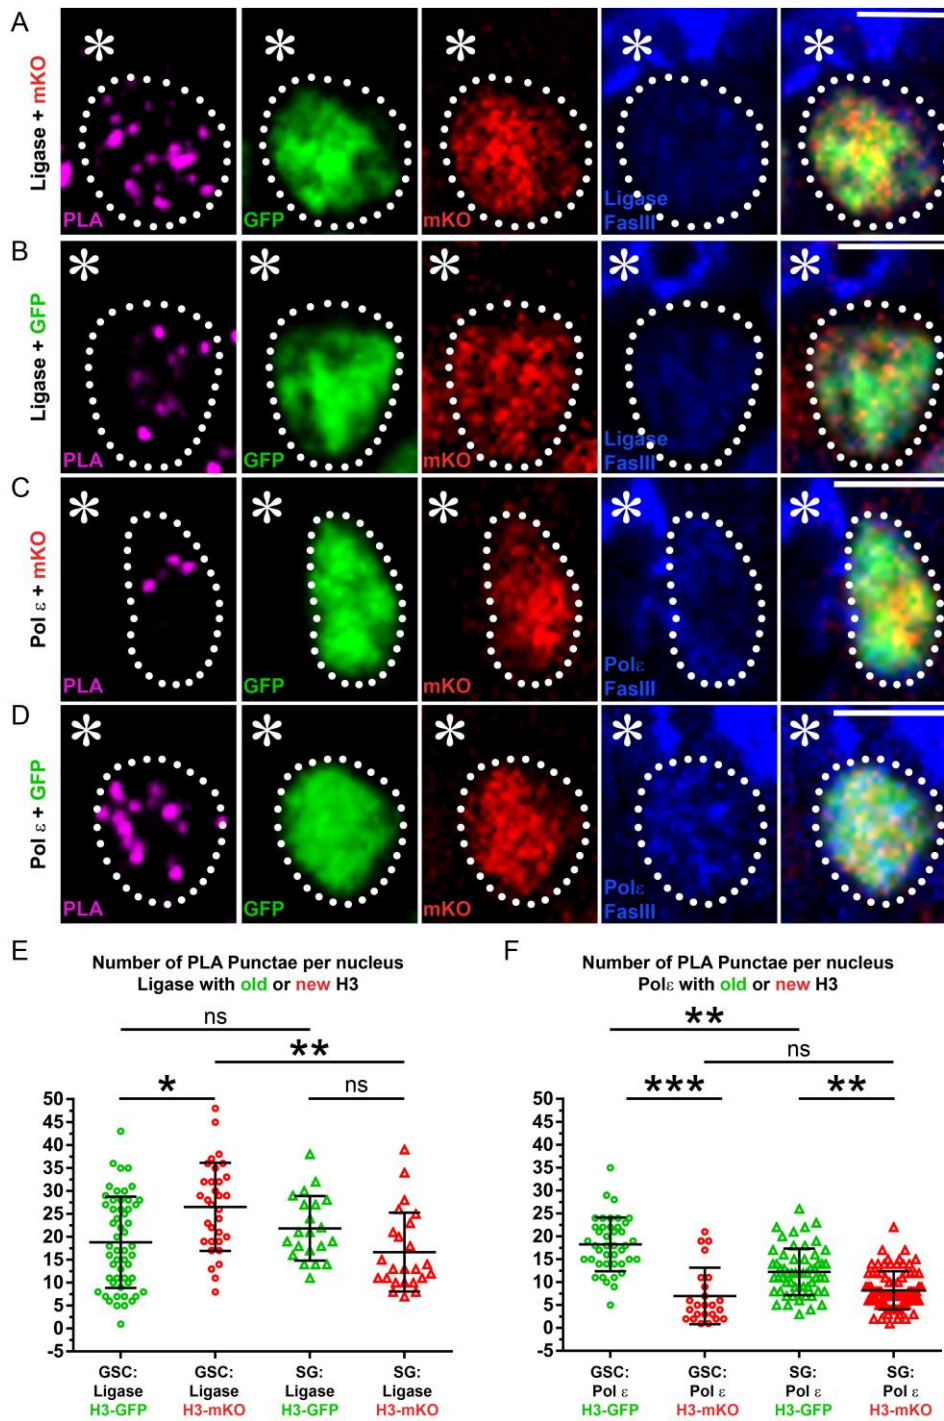 A
Ligase + mKO
*
*
*
*
*
PLA
GFP
mKO
Ligase
FasIII
B
Ligase + GFP
*
*
*
*
*
PLA
GFP
mKO
Ligase
FasIII
C
Pol ε + mKO
*
*
*
*
*
PLA
GFP
mKO
Polε
FasIII
D
Pol ε + GFP
*
*
*
*
*
PLA
GFP
mKO
Polε
FasIII
E
Number of PLA Punctae per nucleus
Ligase with old or new H3
ns
**
*
ns
50
45
40
35
30
25
20
15
10
5
0
-5
GSC:
Ligase
H3-GFP
GSC:
Ligase
H3-mKO
SG:
Ligase
H3-GFP
SG:
Ligase
H3-mKO
F
Number of PLA Punctae per nucleus
Polε with old or new H3
**
ns
***
**
50
45
40
35
30
25
20
15
10
5
0
-5
GSC:
Pol ε
H3-GFP
GSC:
Pol ε
H3-mKO
SG:
Pol ε
H3-GFP
SG:
Pol ε
H3-mKO